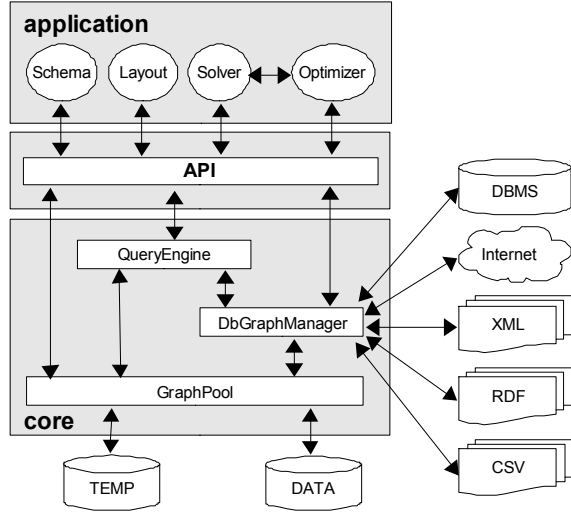 application
Schema
Layout
Solver
Optimizer
API
DBMS
QueryEngine
Internet
DbGraphManager
XML
GraphPool
RDF
core
CSV
TEMP
DATA